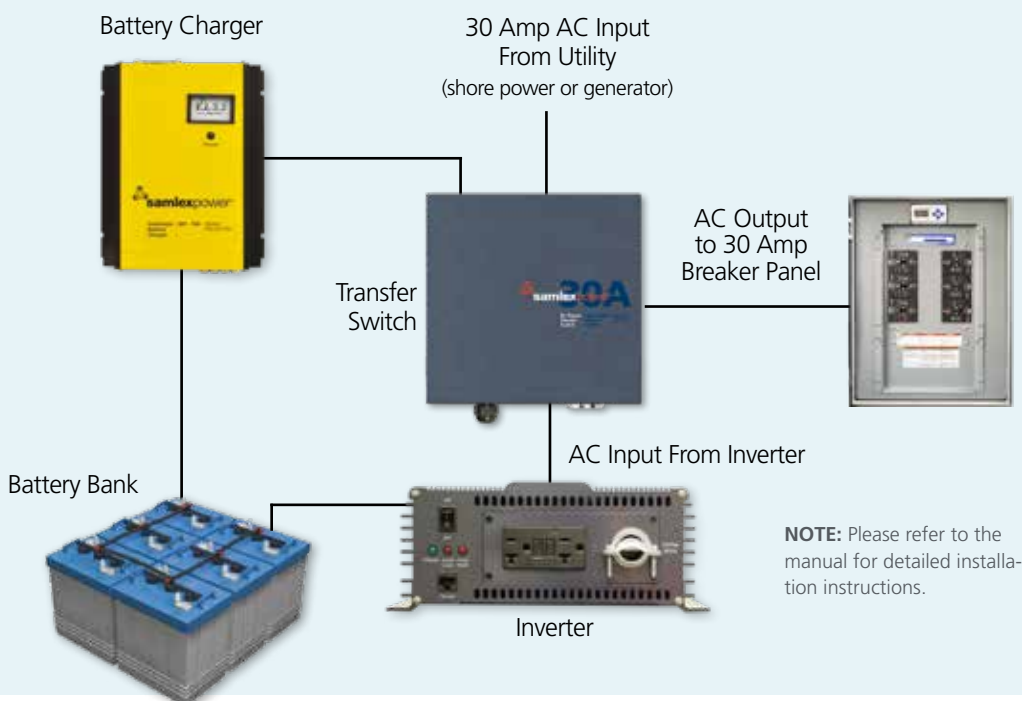 Battery Charger
30 Amp AC Input
From Utility
(shore power or generator)
samlexpower
AC Output
to 30 Amp
Breaker Panel
Transfer
Switch
30A
samlexpower
AC Input From Inverter
Battery Bank
NOTE: Please refer to the
manual for detailed installa-
tion instructions.
Inverter